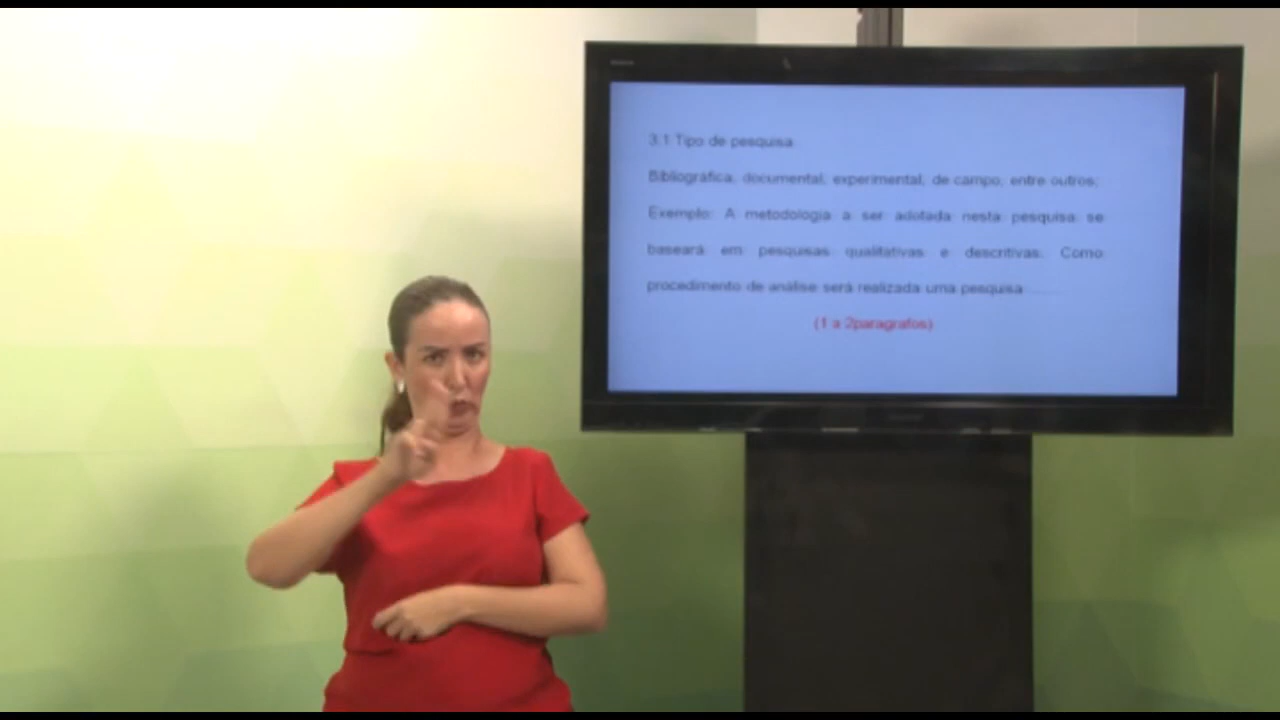 3.1 Tipo de pesquisa
Bibliografica, documental, experimental, de campo, entre outros;
Exemplo: A metodologia a ser adotada nesta pesquisa se
baseará em pesquisas qualitativas e descritivas. Como
procedimento de análise será realizada uma pesquisa ........
(1 a 2paragrafos)